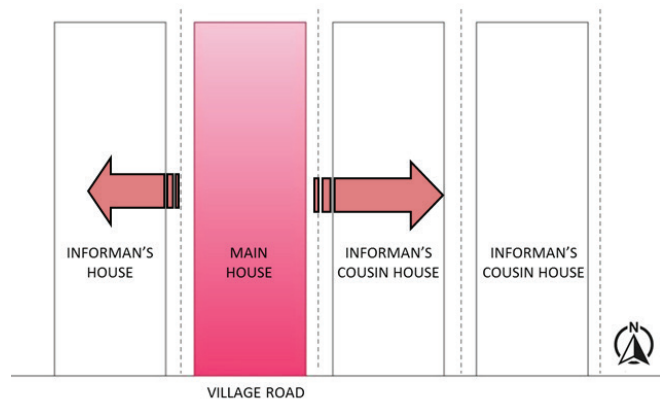 INFORMAN'S
HOUSE
MAIN
HOUSE
INFORMAN'S
COUSIN HOUSE
INFORMAN'S
COUSIN HOUSE
N
VILLAGE ROAD